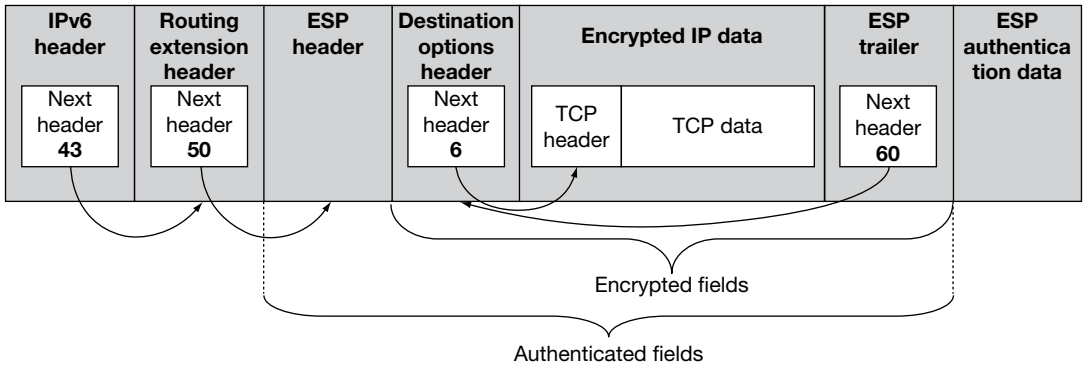 IPv6
header
Next
header
43
Routing
extension
header
Next
header
50
ESP
header
Destination
options
header
Next
header
6
Encrypted IP data
TCP
header
TCP data
ESP
trailer
Next
header
60
ESP
authentica
tion data
Encrypted fields
Authenticated fields